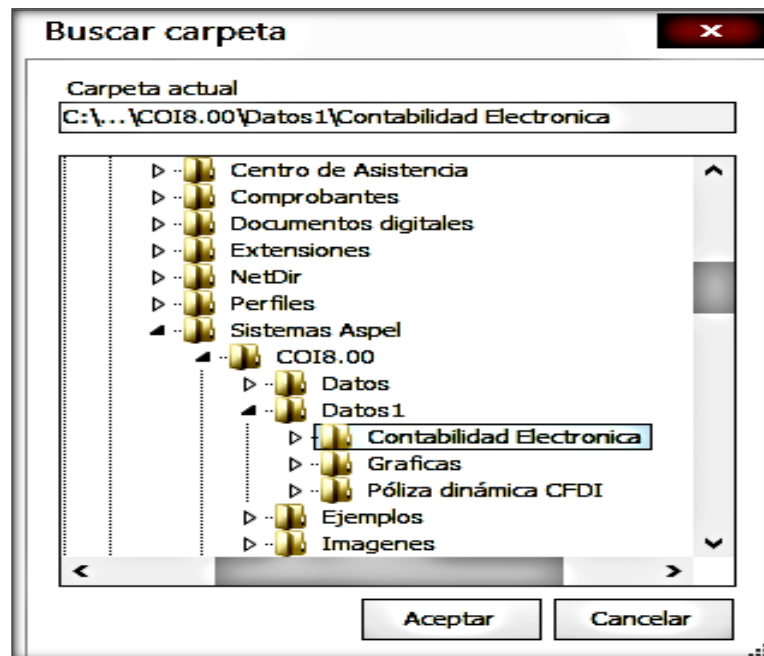 Buscar carpeta
Carpeta actual
C:\...\COI8.00\Datos1\Contabilidad Electronica
Centro de Asistencia
Comprobantes
Documentos digitales
Extensiones
NetDir
Perfiles
Sistemas Aspel
COI8.00
Datos
Datos1
Contabilidad Electronica
Graficas
Póliza dinámica CFDI
Ejemplos
Imagenes
Aceptar Cancelar